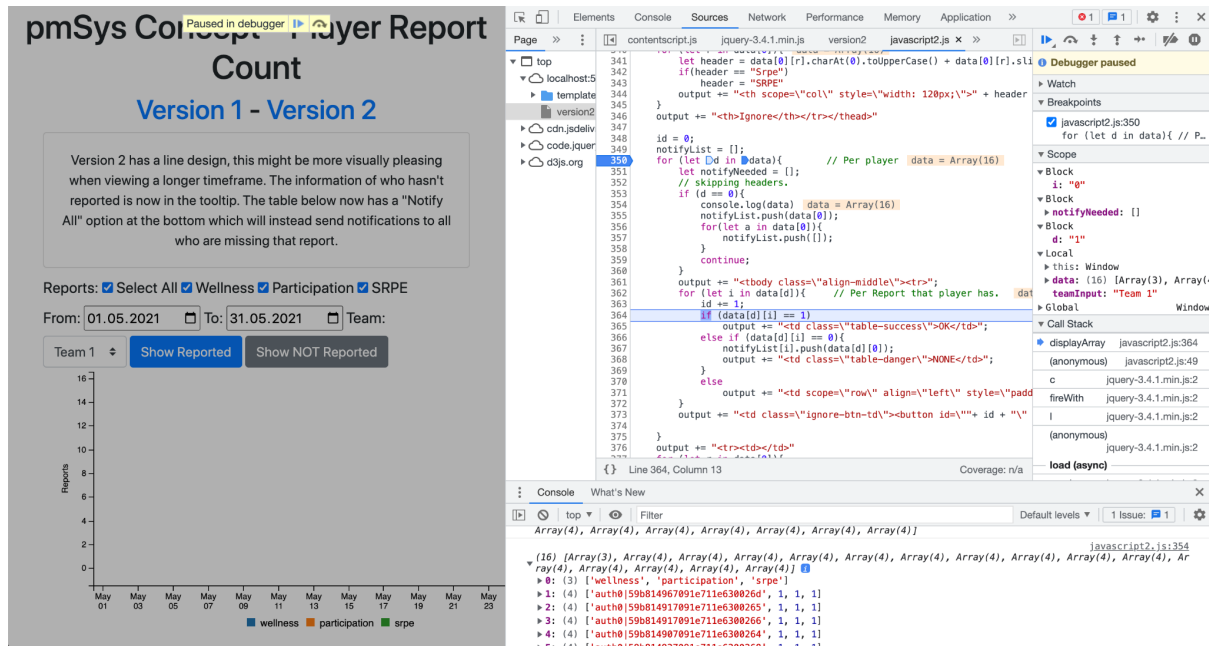 Paused in debugger
pmSys Concept - Player Report
Count
Version 1 - Version 2
Version 2 has a line design, this might be more visually pleasing
when viewing a longer timeframe. The information of who hasn't
reported is now in the tooltip. The table below now has a "Notify
All" option at the bottom which will instead send notifications to all
who are missing that report.
Reports: Select All Wellness Participation SRPE
From: 01.05.2021 To: 31.05.2021 Team:
Team 1 Show Reported Show NOT Reported
16
14
12
10
8
6
4
2
0
Reports
May 01 May 03 May 05 May 07 May 09 May 11 May 13 May 15 May 17 May 19 May 21 May 23
wellness participation srpe
Elements Console Sources Network Performance Memory Application » 1 1
Page » contentscript.js jquery-3.4.1.min.js version2 javascript2.js × »
top
localhost:5
template
version2
cdn.jsdeliv
code.jquer
d3js.org
341 let header = data[0][r].charAt(0).toUpperCase() + data[0][r].sli
342 if(header == "Srpe")
343 header = "SRPE"
344 output += "<th scope=\"col\" style=\"width: 120px;\">" + header
345 }
346 output += "<th>Ignore</th></tr></thead>"
347
348 id = 0;
349 notifyList = [];
350 for (let d in data){ // Per player data = Array(16)
351 let notifyNeeded = [];
352 // skipping headers.
353 if (d == 0){
354 console.log(data) data = Array(16)
355 notifyList.push(data[0]);
356 for(let a in data[0]){
357 notifyList.push([]);
358 }
359 continue;
360 }
361 output += "<tbody class=\"align-middle\"><tr>";
362 for (let i in data[d]){ // Per Report that player has. dat
363 id += 1;
364 if (data[d][i] == 1)
365 output += "<td class=\"table-success\">OK</td>";
366 else if (data[d][i] == 0){
367 notifyList[i].push(data[d][0]);
368 output += "<td class=\"table-danger\">NONE</td>";
369 }
370 else
371 output += "<td scope=\"row\" align=\"left\" style=\"padd
372 }
373 output += "<td class=\"ignore-btn-td\"><button id=\""+ id + "\"
374
375 }
376 output += "<tr><td></td>"
{} Line 364, Column 13 Coverage: n/a
Debugger paused
Watch
Breakpoints
javascript2.js:350
for (let d in data){ // P…
Scope
Block
i: "0"
Block
notifyNeeded: []
Block
d: "1"
Local
this: Window
data: (16) [Array(3), Array(4
teamInput: "Team 1"
Global Window
Call Stack
displayArray javascript2.js:364
(anonymous) javascript2.js:49
c jquery-3.4.1.min.js:2
fireWith jquery-3.4.1.min.js:2
l jquery-3.4.1.min.js:2
(anonymous)
jquery-3.4.1.min.js:2
load (async)
Console What's New
top Filter Default levels 1 Issue: 1
Array(4), Array(4), Array(4), Array(4), Array(4), Array(4), Array(4)]
javascript2.js:354
(16) [Array(3), Array(4), Array(4), Array(4), Array(4), Array(4), Array(4), Array(4), Array(4), Array(4), Array(4), Ar
ray(4), Array(4), Array(4), Array(4), Array(4)]
0: (3) ['wellness', 'participation', 'srpe']
1: (4) ['auth0|59b814967091e711e630026d', 1, 1, 1]
2: (4) ['auth0|59b814917091e711e6300265', 1, 1, 1]
3: (4) ['auth0|59b814917091e711e6300266', 1, 1, 1]
4: (4) ['auth0|59b814907091e711e6300264', 1, 1, 1]